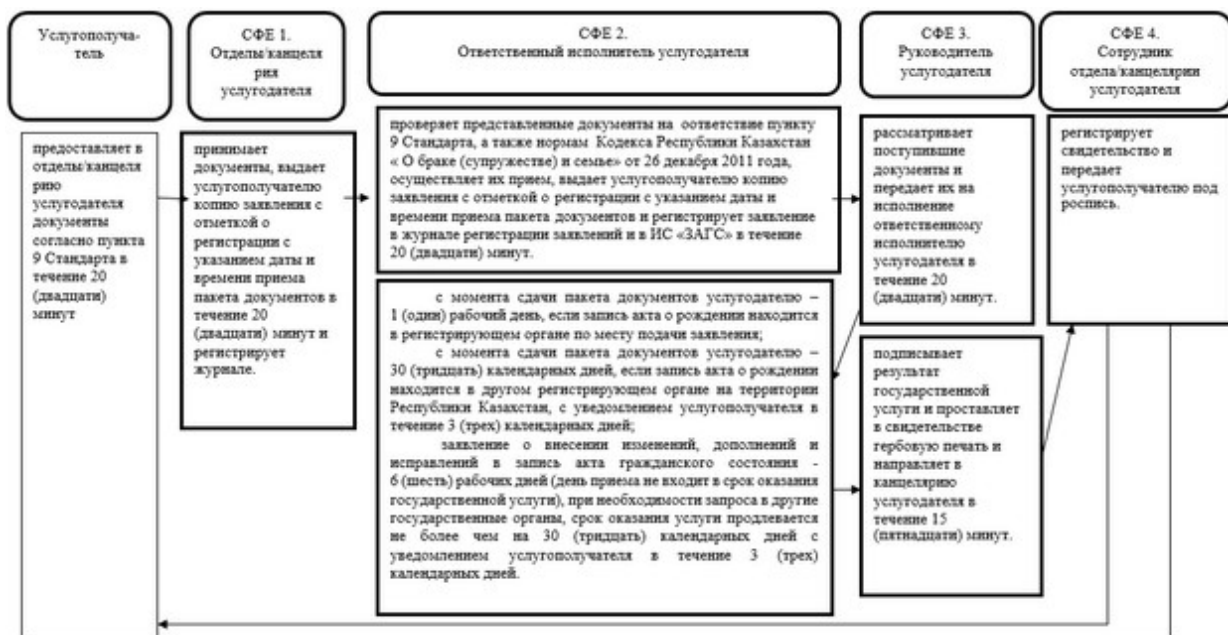 Услугополуча-
тель
СФЕ 1.
Отделы/канцеля
рия
услугодателя
СФЕ 2.
Ответственный исполнитель услугодателя
СФЕ 3.
Руководитель
услугодателя
СФЕ 4.
Сотрудник
отдела/канцелярии
услугодателя
предоставляет в
отделы/канцеля
рию
услугодателя
документы
согласно пункта
9 Стандарта в
течение 20
(двадцати)
минут
принимает
документы, выдает
услугополучателю
копию заявления с
отметкой о
регистрации с
указанием даты и
времени приема
пакета документов в
течение 20
(двадцати) минут и
регистрирует
журнале.
проверяет представленные документы на оответствие пункту
9 Стандарта, а также нормам Кодекса Республики Казахстан
« О браке (супружестве) и семье» от 26 декабря 2011 года,
осуществляет их прием, выдает услугополучателю копию
заявления с отметкой о регистрации с указанием даты и
времени приема пакета документов и регистрирует заявление
в журнале регистрации заявлений и в ИС «ЗАГС» в течение
20 (двадцати) минут.
с момента сдачи пакета документов услугодателю –
1 (один) рабочий день, если запись акта о рождении находится
в регистрирующем органе по месту подачи заявления;
с момента сдачи пакета документов услугодателю –
30 (тридцать) календарных дней, если запись акта о рождении
находится в другом регистрирующем органе на территории
Республики Казахстан, с уведомлением услугополучателя в
течение 3 (трех) календарных дней;
заявление о внесении изменений, дополнений и
исправлений в запись акта гражданского состояния -
6 (шесть) рабочих дней (день приема не входит в срок оказания
государственной услуги), при необходимости запроса в другие
государственные органы, срок оказания услуги продлевается
не более чем на 30 (тридцать) календарных дней с
уведомлением услугополучателя в течение 3 (трех)
календарных дней.
рассматривает
поступившие
документы и
передает их на
исполнение
ответственному
исполнителю
услугодателя в
течение 20
(двадцати) минут.
подписывает
результат
государственной
услуги и проставляет
в свидетельстве
гербовую печать и
направляет в
канцелярию
услугодателя в
течение 15
(пятнадцати) минут.
регистрирует
свидетельство и
передает
услугополучателю под
роспись.